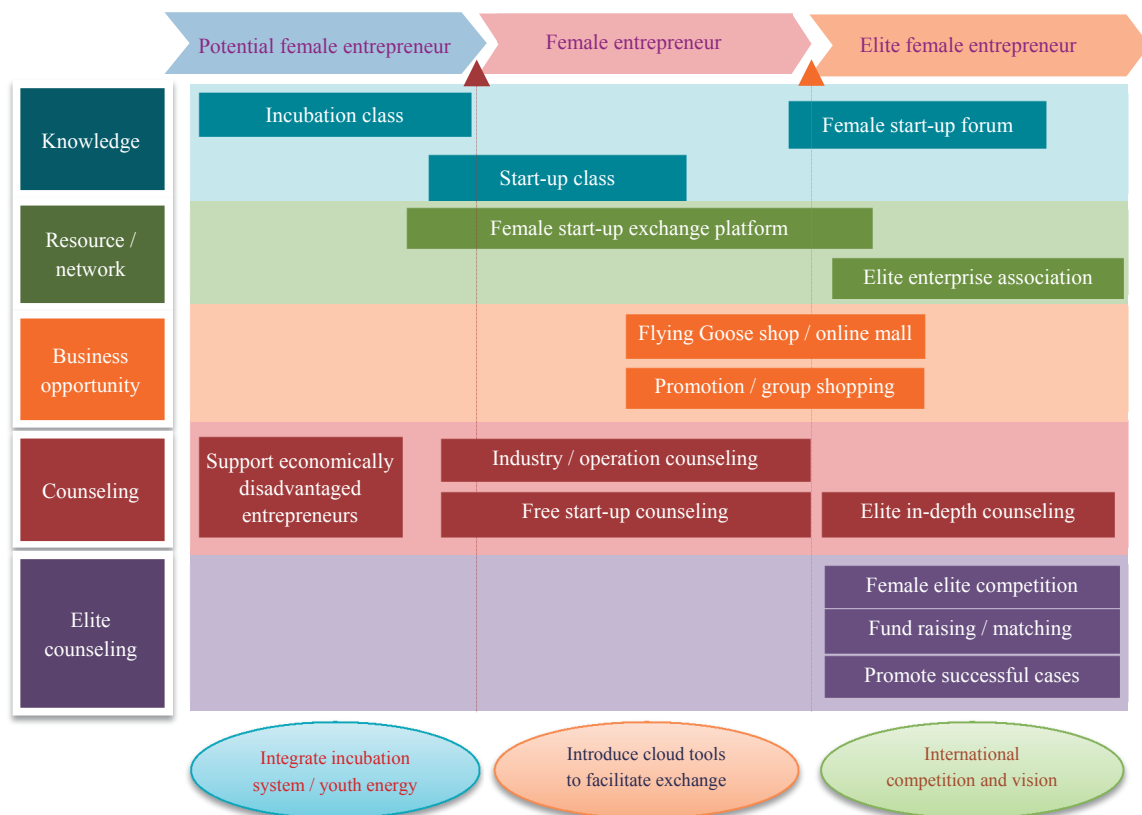 Potential female entrepreneur
Female entrepreneur
Elite female entrepreneur
Knowledge
Incubation class
Female start-up forum
Start-up class
Resource /
network
Female start-up exchange platform
Elite enterprise association
Business
opportunity
Flying Goose shop / online mall
Promotion / group shopping
Counseling
Support economically
disadvantaged
entrepreneurs
Industry / operation counseling
Free start-up counseling
Elite in-depth counseling
Elite
counseling
Female elite competition
Fund raising / matching
Promote successful cases
Integrate incubation
system / youth energy
Introduce cloud tools
to facilitate exchange
International
competition and vision